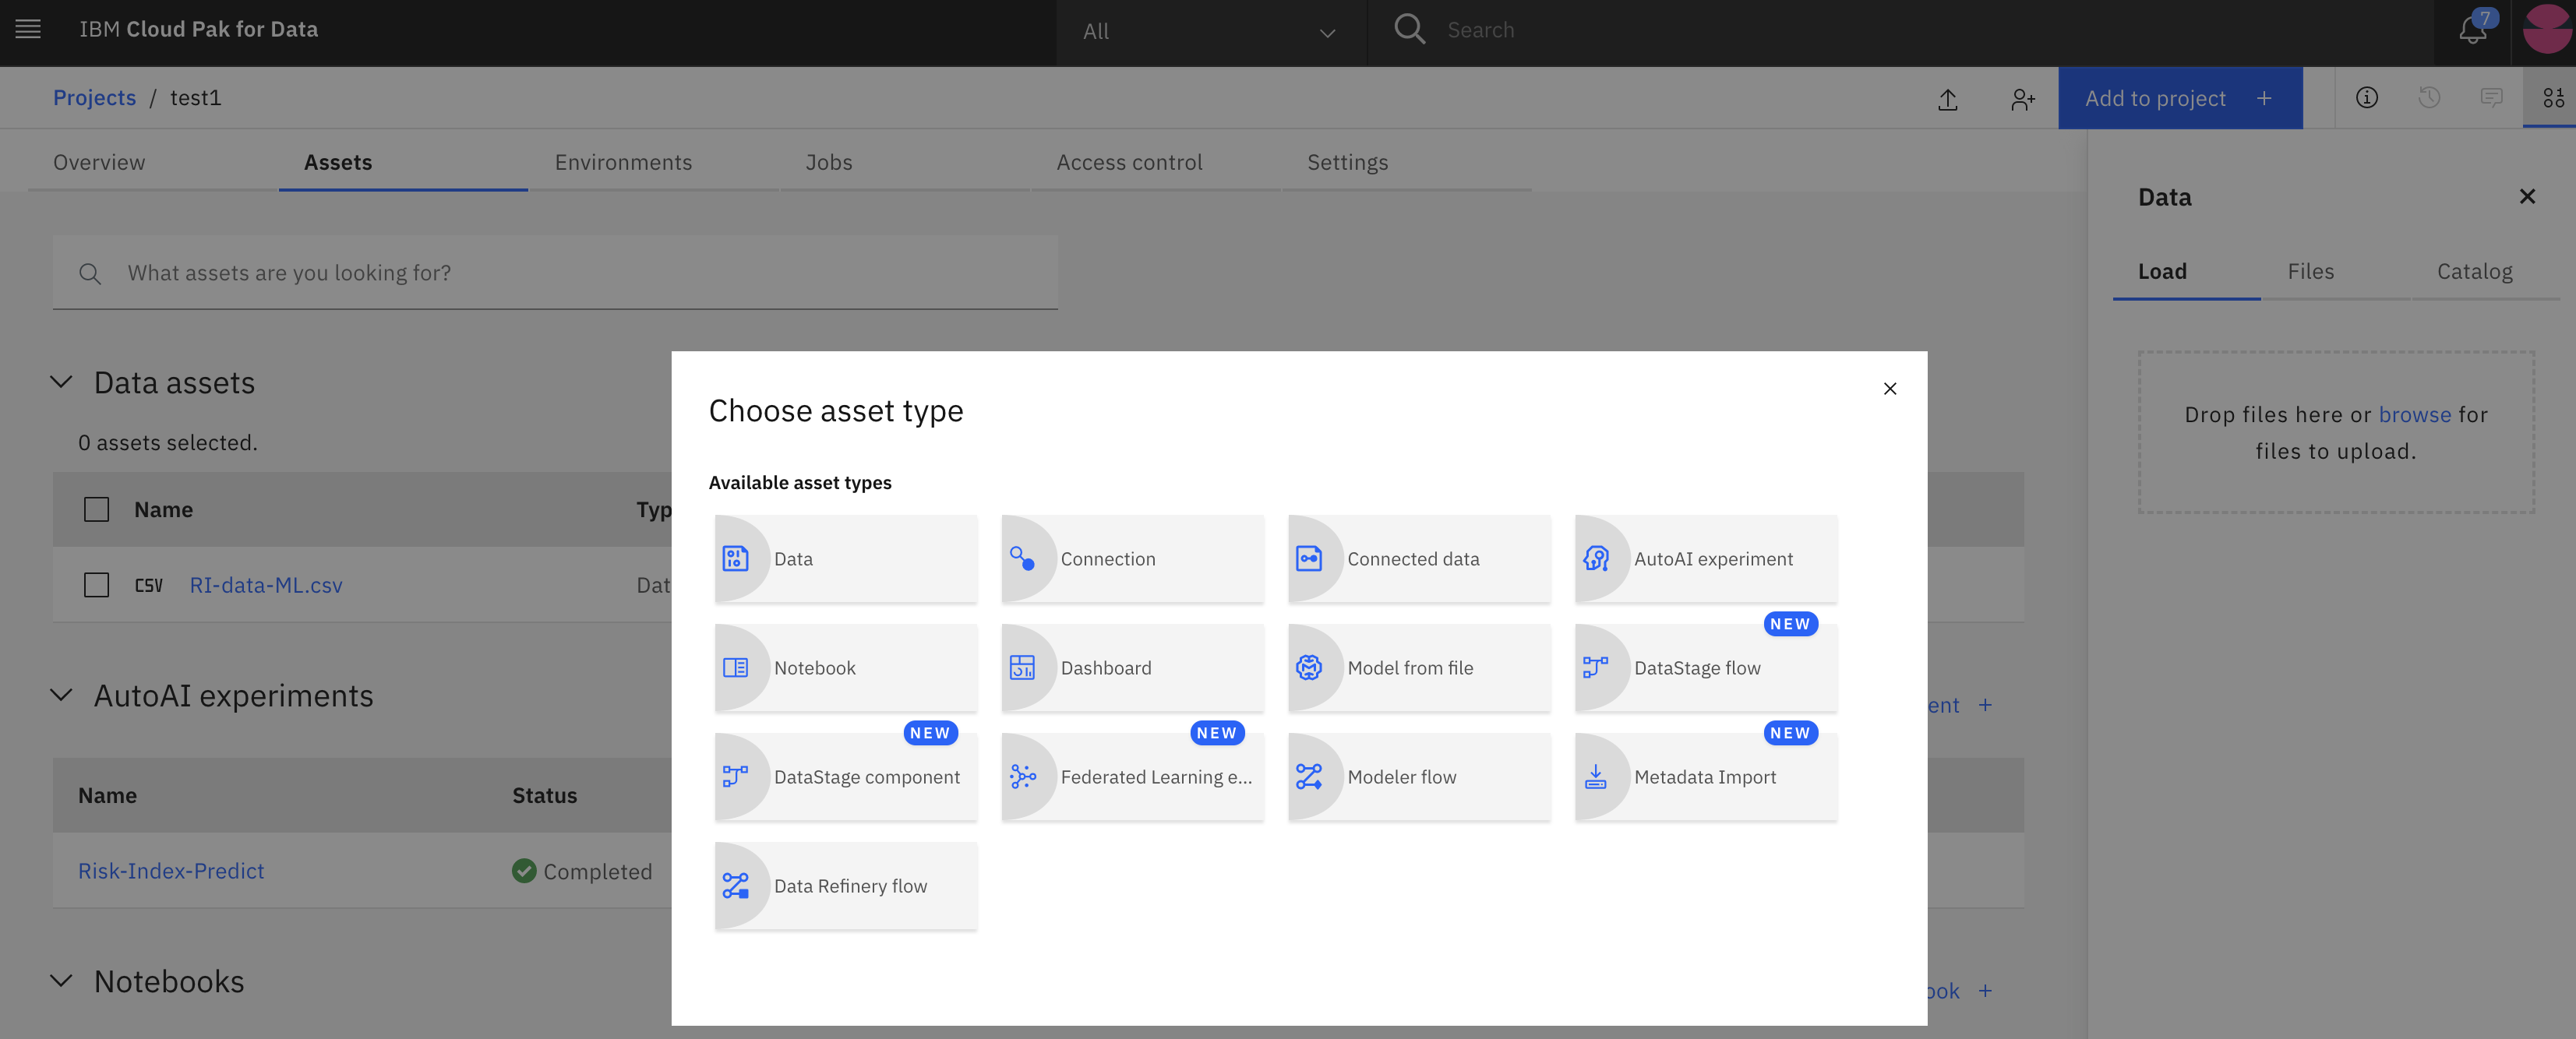 IBM Cloud Pak for Data
All
Search
7
Projects / test1
Add to project +
Overview
Assets
Environments
Jobs
Access control
Settings
What assets are you looking for?
Data assets
0 assets selected.
Name
Typ
CSV RI-data-ML.csv
Dat
AutoAI experiments
ent +
Name
Status
Risk-Index-Predict
Completed
Notebooks
ook +
Choose asset type
Available asset types
Data
Connection
Connected data
AutoAI experiment
Notebook
Dashboard
Model from file
NEW
DataStage flow
NEW
DataStage component
NEW
Federated Learning e...
Modeler flow
NEW
Metadata Import
Data Refinery flow
Data
Load
Files
Catalog
Drop files here or browse for
files to upload.